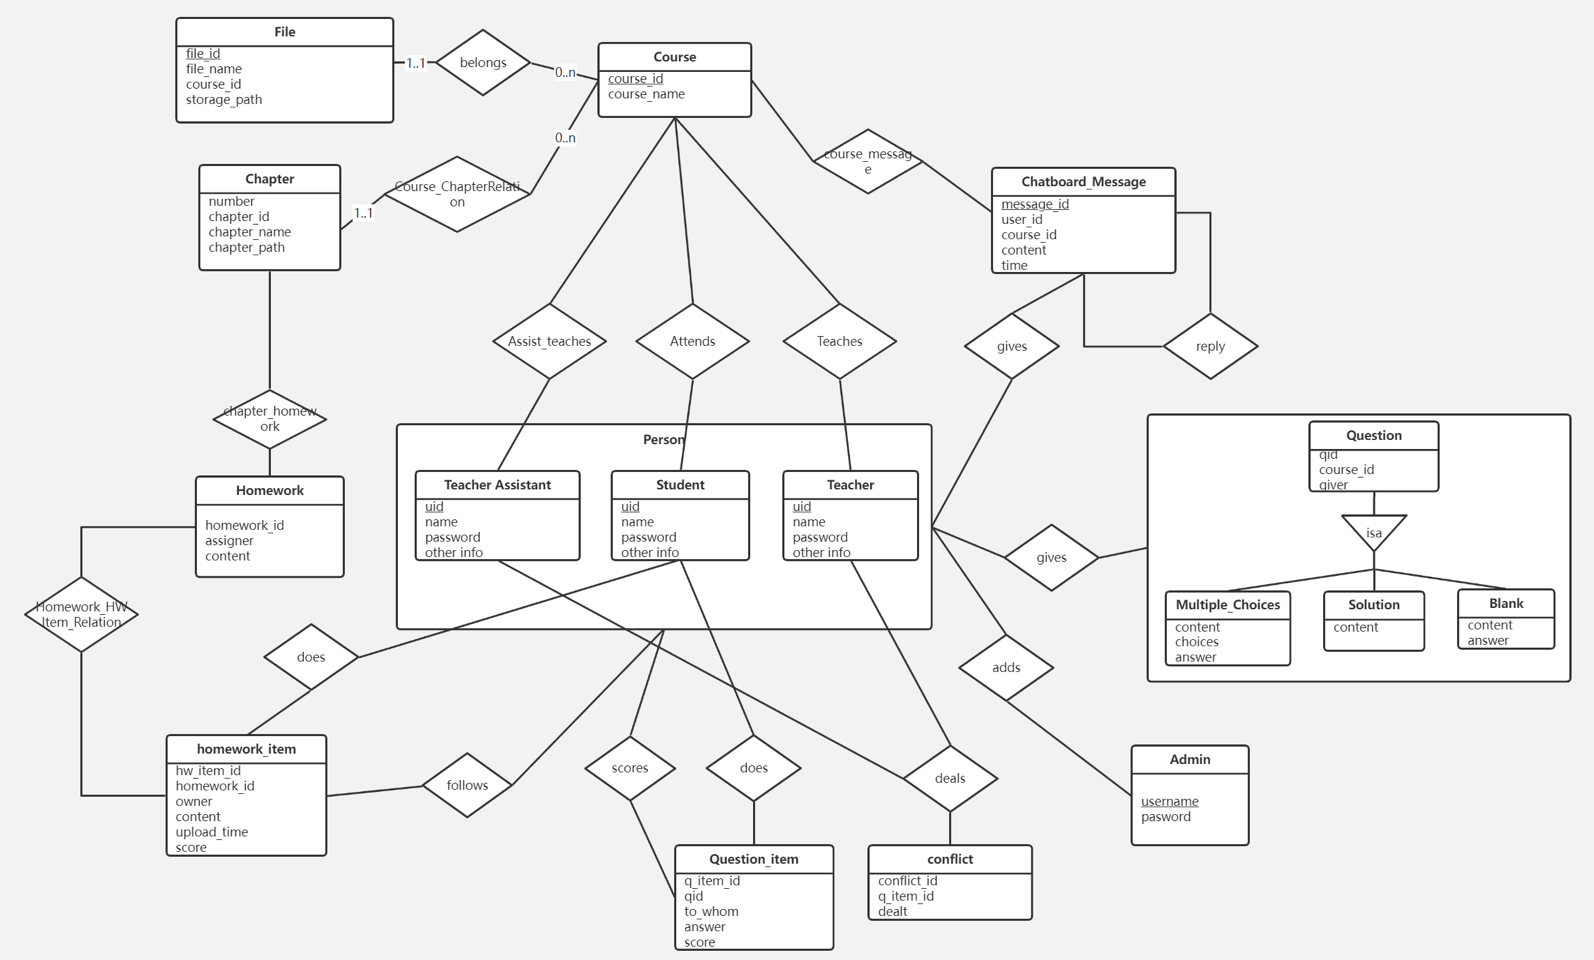 File
file_id
file_name
course_id
storage_path
1..1
belongs
0..n
Course
course_id
course_name
0..n
course_messag
e
Course_ChapterRelati
on
1..1
Chapter
number
chapter_id
chapter_name
chapter_path
Chatboard_Message
message_id
user_id
course_id
content
time
Assist_teaches
Attends
Teaches
gives
reply
chapter_homew
ork
Person
Teacher Assistant
uid
name
password
other info
Student
uid
name
password
other info
Teacher
uid
name
password
other info
Question
qid
course_id
giver
isa
Multiple_Choices
content
choices
answer
Solution
content
Blank
content
answer
Homework
homework_id
assigner
content
gives
Homework_HW
Item_Relation
does
adds
homework_item
hw_item_id
homework_id
owner
content
upload_time
score
follows
scores
does
deals
Admin
username
pasword
Question_item
q_item_id
qid
to_whom
answer
score
conflict
conflict_id
q_item_id
dealt